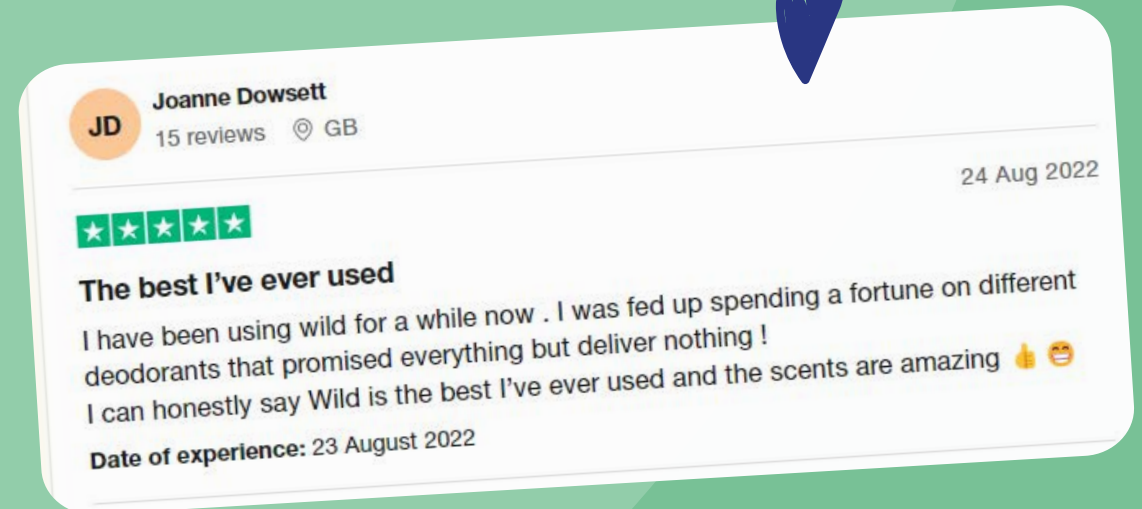 JD
Joanne Dowsett
15 reviews GB
24 Aug 2022
The best I've ever used
I have been using wild for a while now . I was fed up spending a fortune on different
deodorants that promised everything but deliver nothing !
I can honestly say Wild is the best I've ever used and the scents are amazing 👍 😁
Date of experience: 23 August 2022